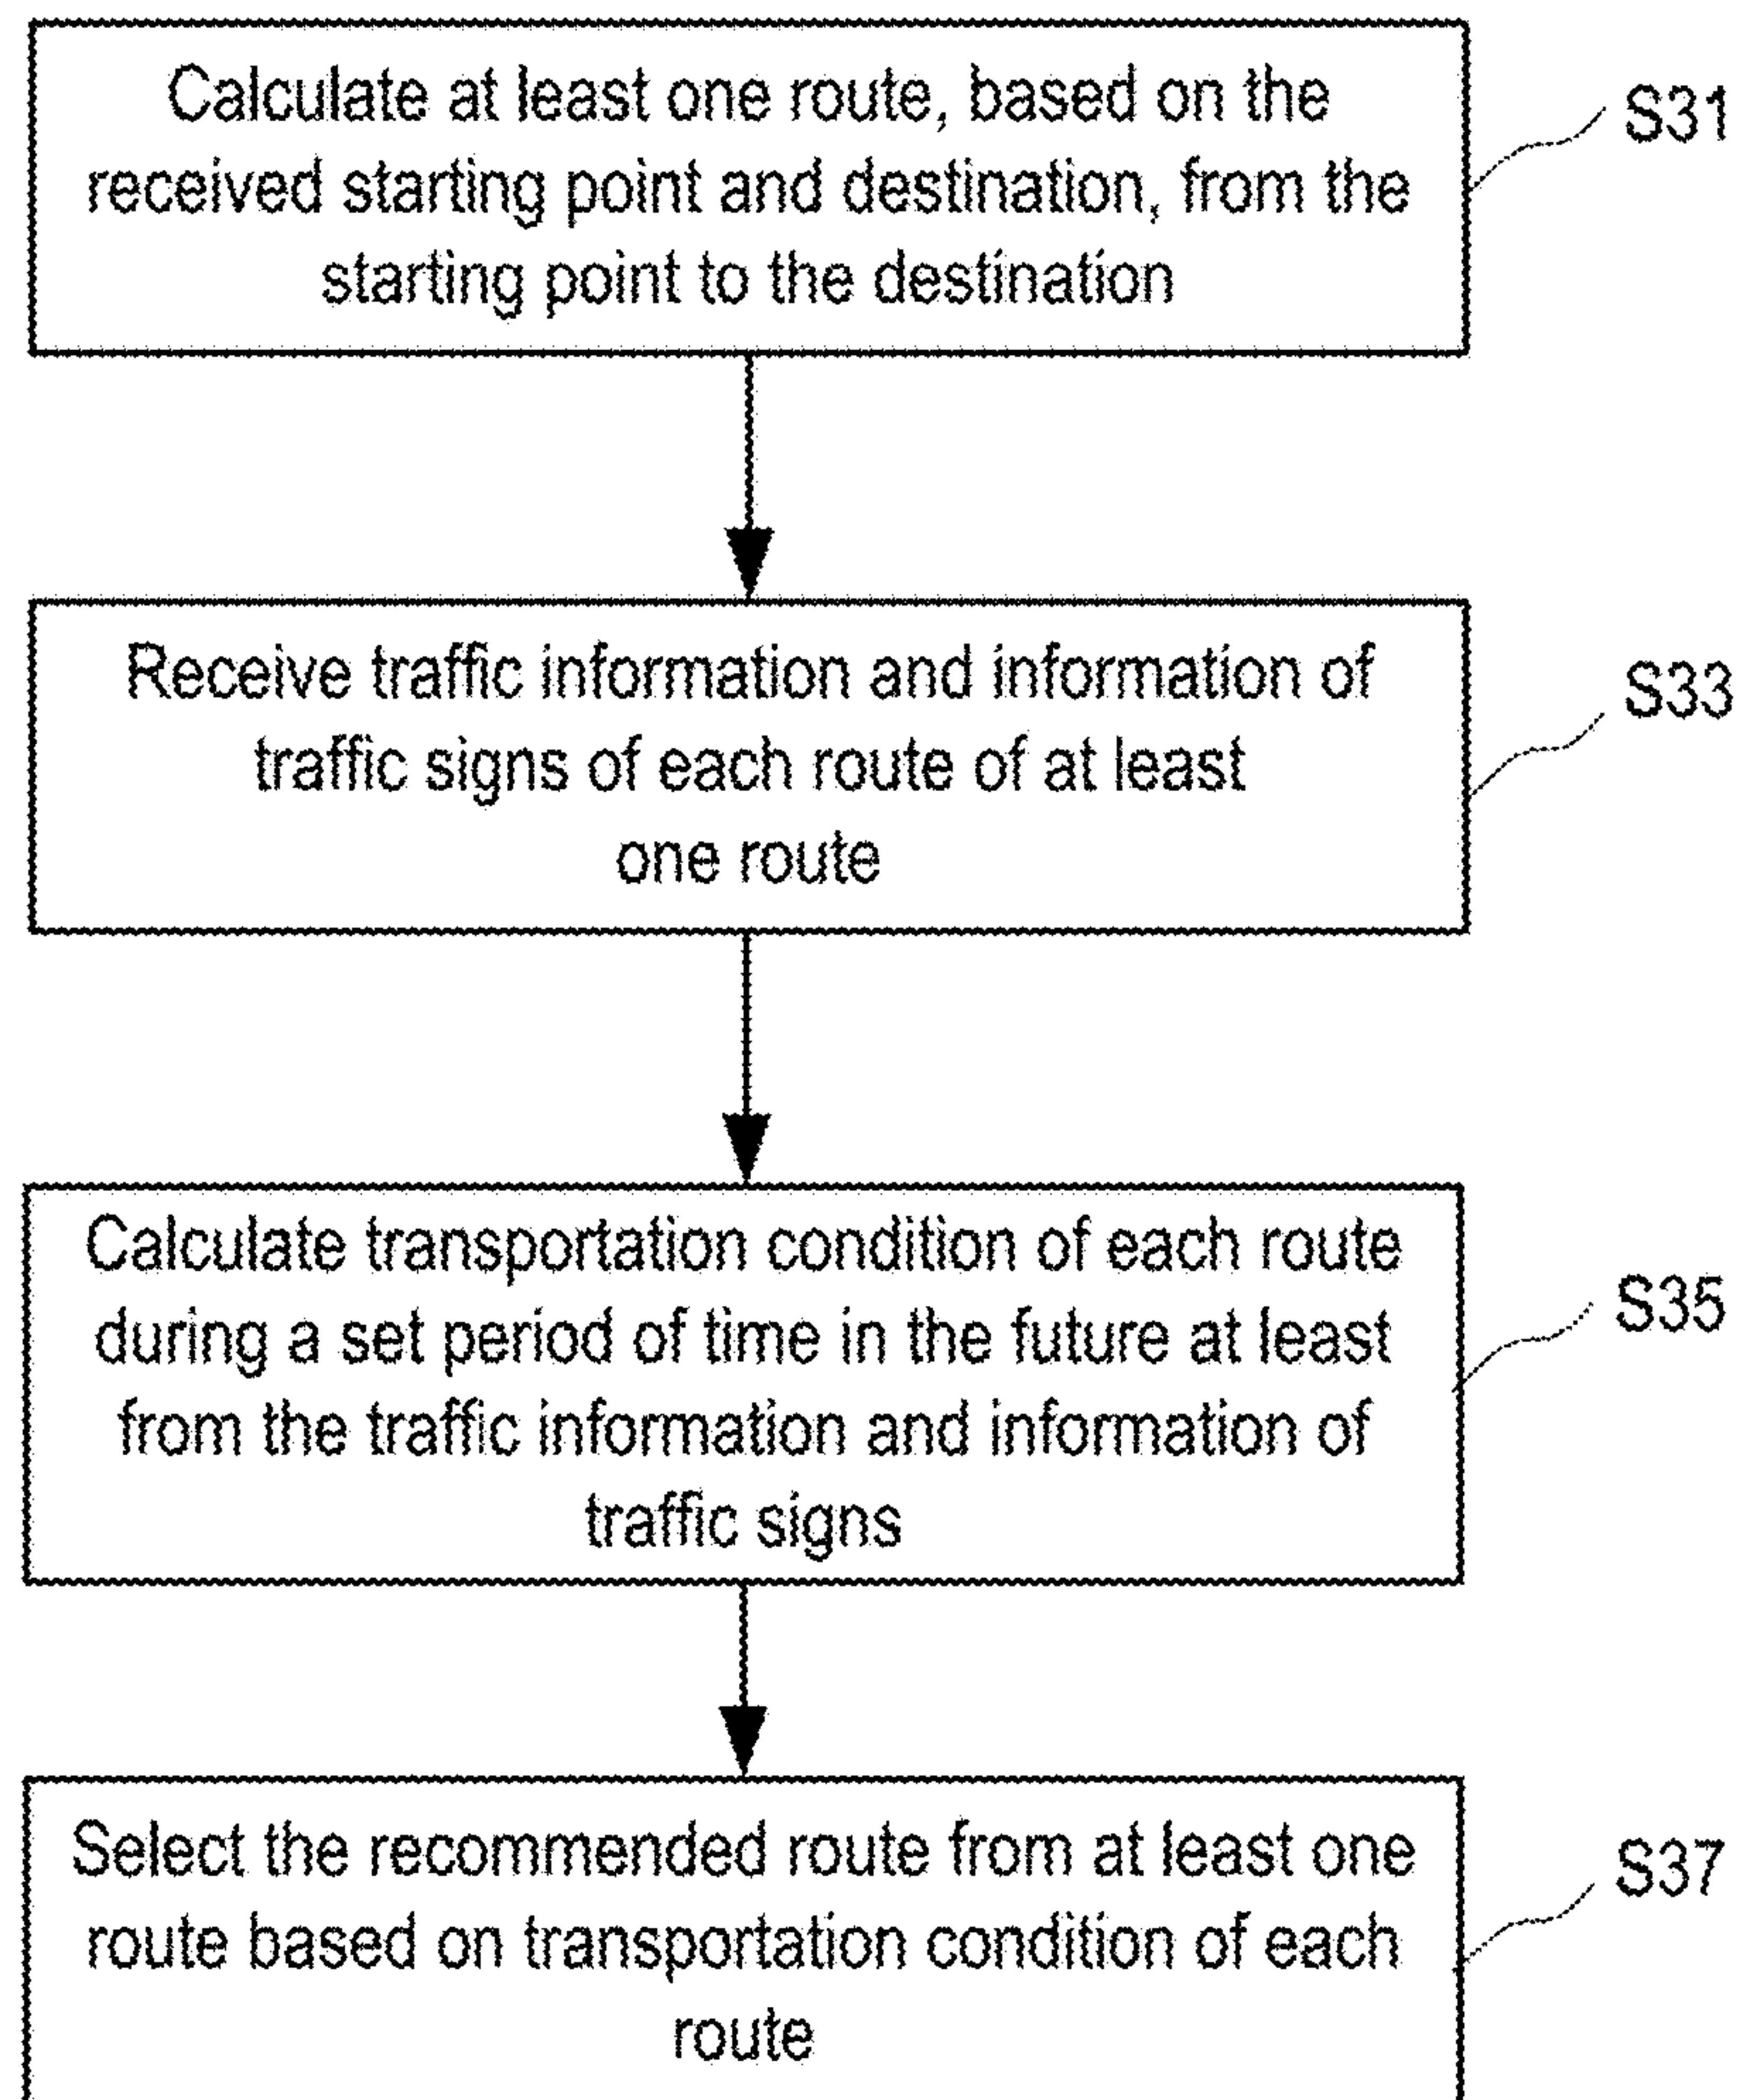 Calculate at least one route, based on the
received starting point and destination, from the
starting point to the destination
S31
Receive traffic information and information of
traffic signs of each route of at least
one route
S33
Calculate transportation condition of each route
during a set period of time in the future at least
from the traffic information and information of
traffic signs
S35
Select the recommended route from at least one
route based on transportation condition of each
route
S37